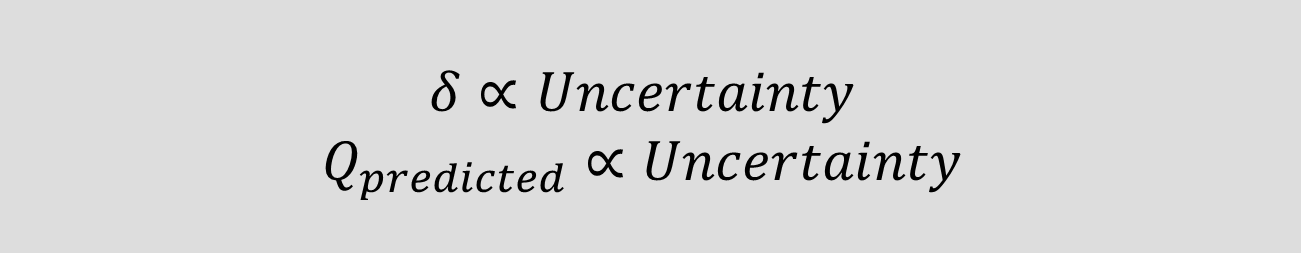 δ ∝ Uncertainty
Q_predicted ∝ Uncertainty